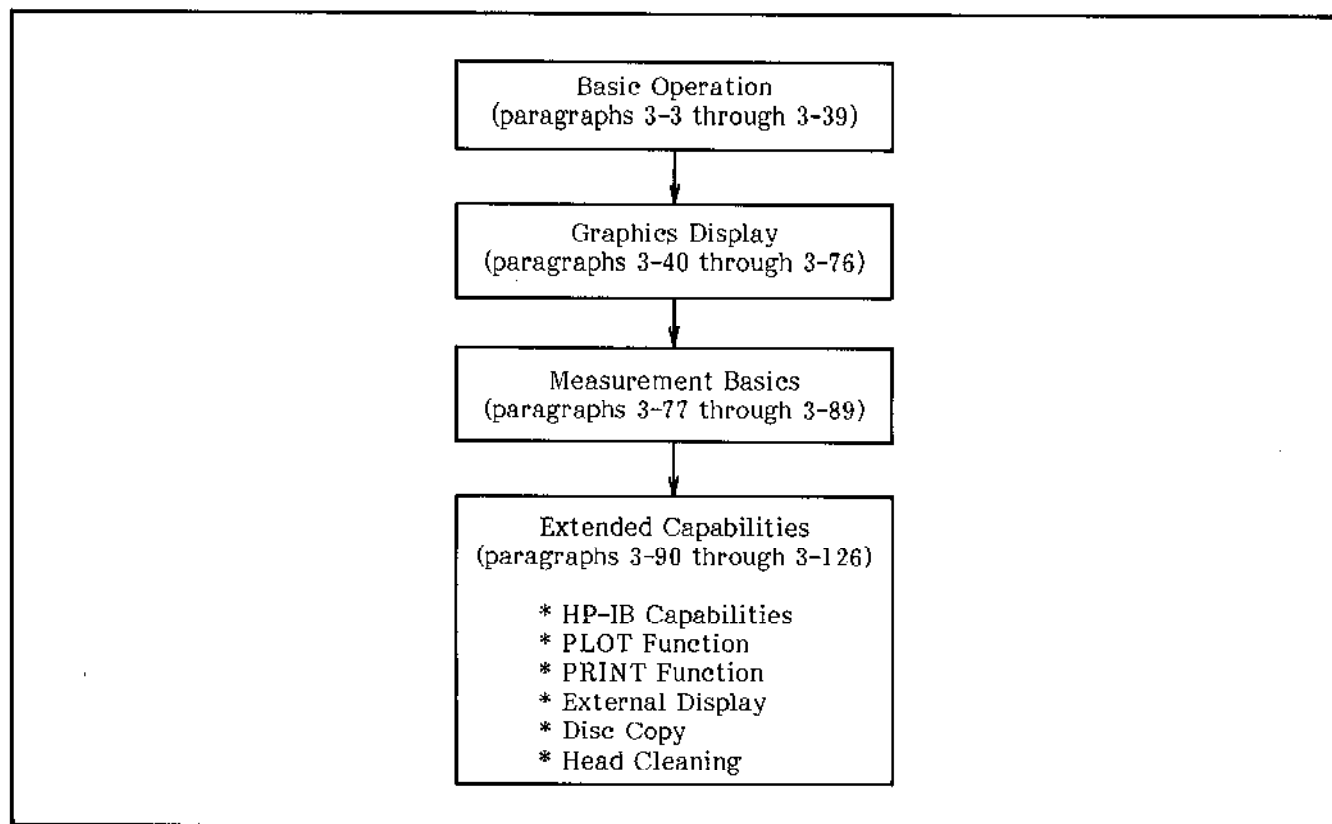 Basic Operation
(paragraphs 3-3 through 3-39)
Graphics Display
(paragraphs 3-40 through 3-76)
Measurement Basics
(paragraphs 3-77 through 3-89)
Extended Capabilities
(paragraphs 3-90 through 3-126)
* HP-IB Capabilities
* PLOT Function
* PRINT Function
* External Display
* Disc Copy
* Head Cleaning